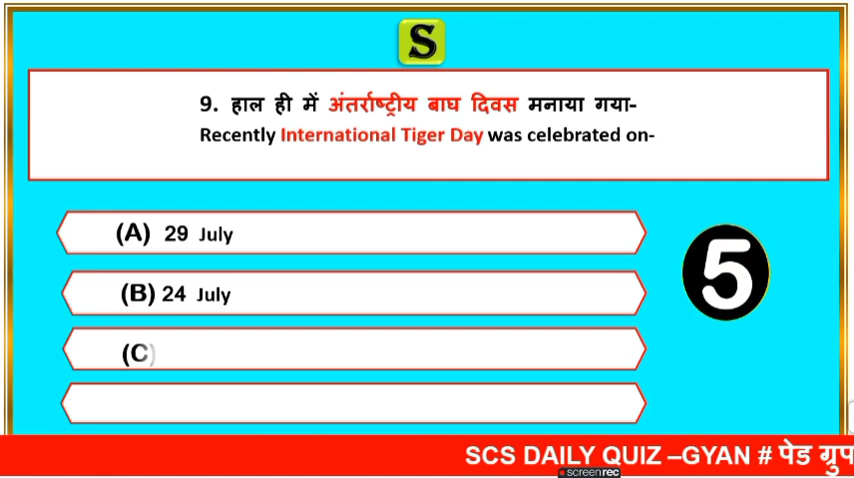 S
9. हाल ही में अंतर्राष्ट्रीय बाघ दिवस मनाया गया-
Recently International Tiger Day was celebrated on-
(A) 29 July
(B) 24 July
(C)
5
SCS DAILY QUIZ –GYAN # पेड ग्रुप
screenrec